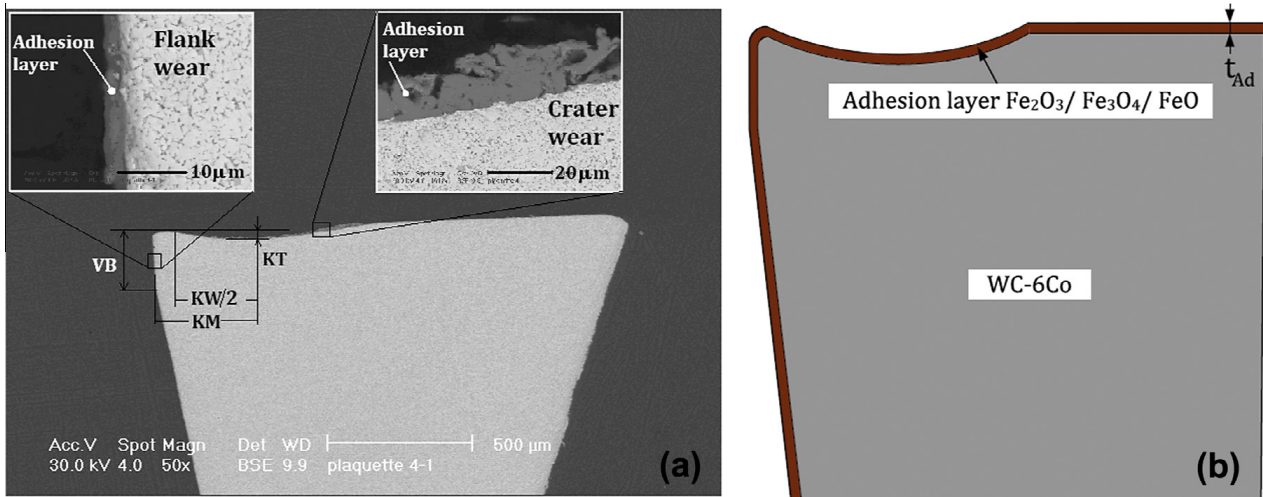 Adhesion
layer
Flank
wear
10μm
Adhesion
layer
Crater
wear
20μm
VB
KT
KW/2
KM
Acc.V Spot Magn Det WD 500 μm
30.0 kV 4.0 50x BSE 9.9 plaquette 4-1
(a)
t_Ad
Adhesion layer Fe₂O₃/ Fe₃O₄/ FeO
WC-6Co
(b)